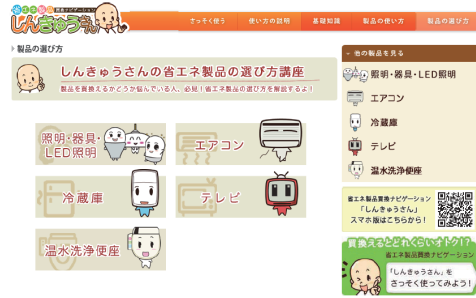 省エネ製品買換ナビゲーション
しんきゅうさん
さっそく使う
使い方の説明
基礎知識
製品の使い方
製品の選び方
製品の選び方
しんきゅうさんの省エネ製品の選び方講座
製品を買換えるかどうか悩んでいる人、必見！省エネ製品の選び方を解説するよ！
照明・器具・
LED照明
エアコン
冷蔵庫
テレビ
温水洗浄便座
他の製品を見る
照明・器具・LED照明
エアコン
冷蔵庫
テレビ
温水洗浄便座
省エネ製品買換ナビゲーション
「しんきゅうさん」
スマホ版はこちらから！
買換えるとどれくらいオトク!?
省エネ製品買換ナビゲーション
「しんきゅうさん」を
さっそく使ってみよう！